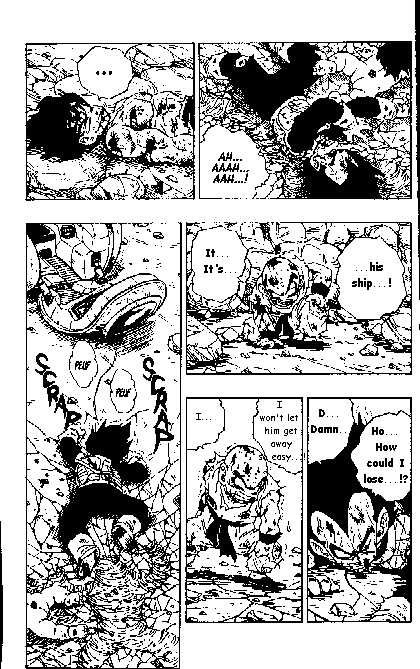 ...
AH...
AAAH...
AAH...!
SCRAP
PEUF
PEUF
SCRAP
It...
It's...
...his
ship....!
I...
I
won't let
him get
away
so easy...!
D....
Damn...
Ho....
How
could I
lose....!?